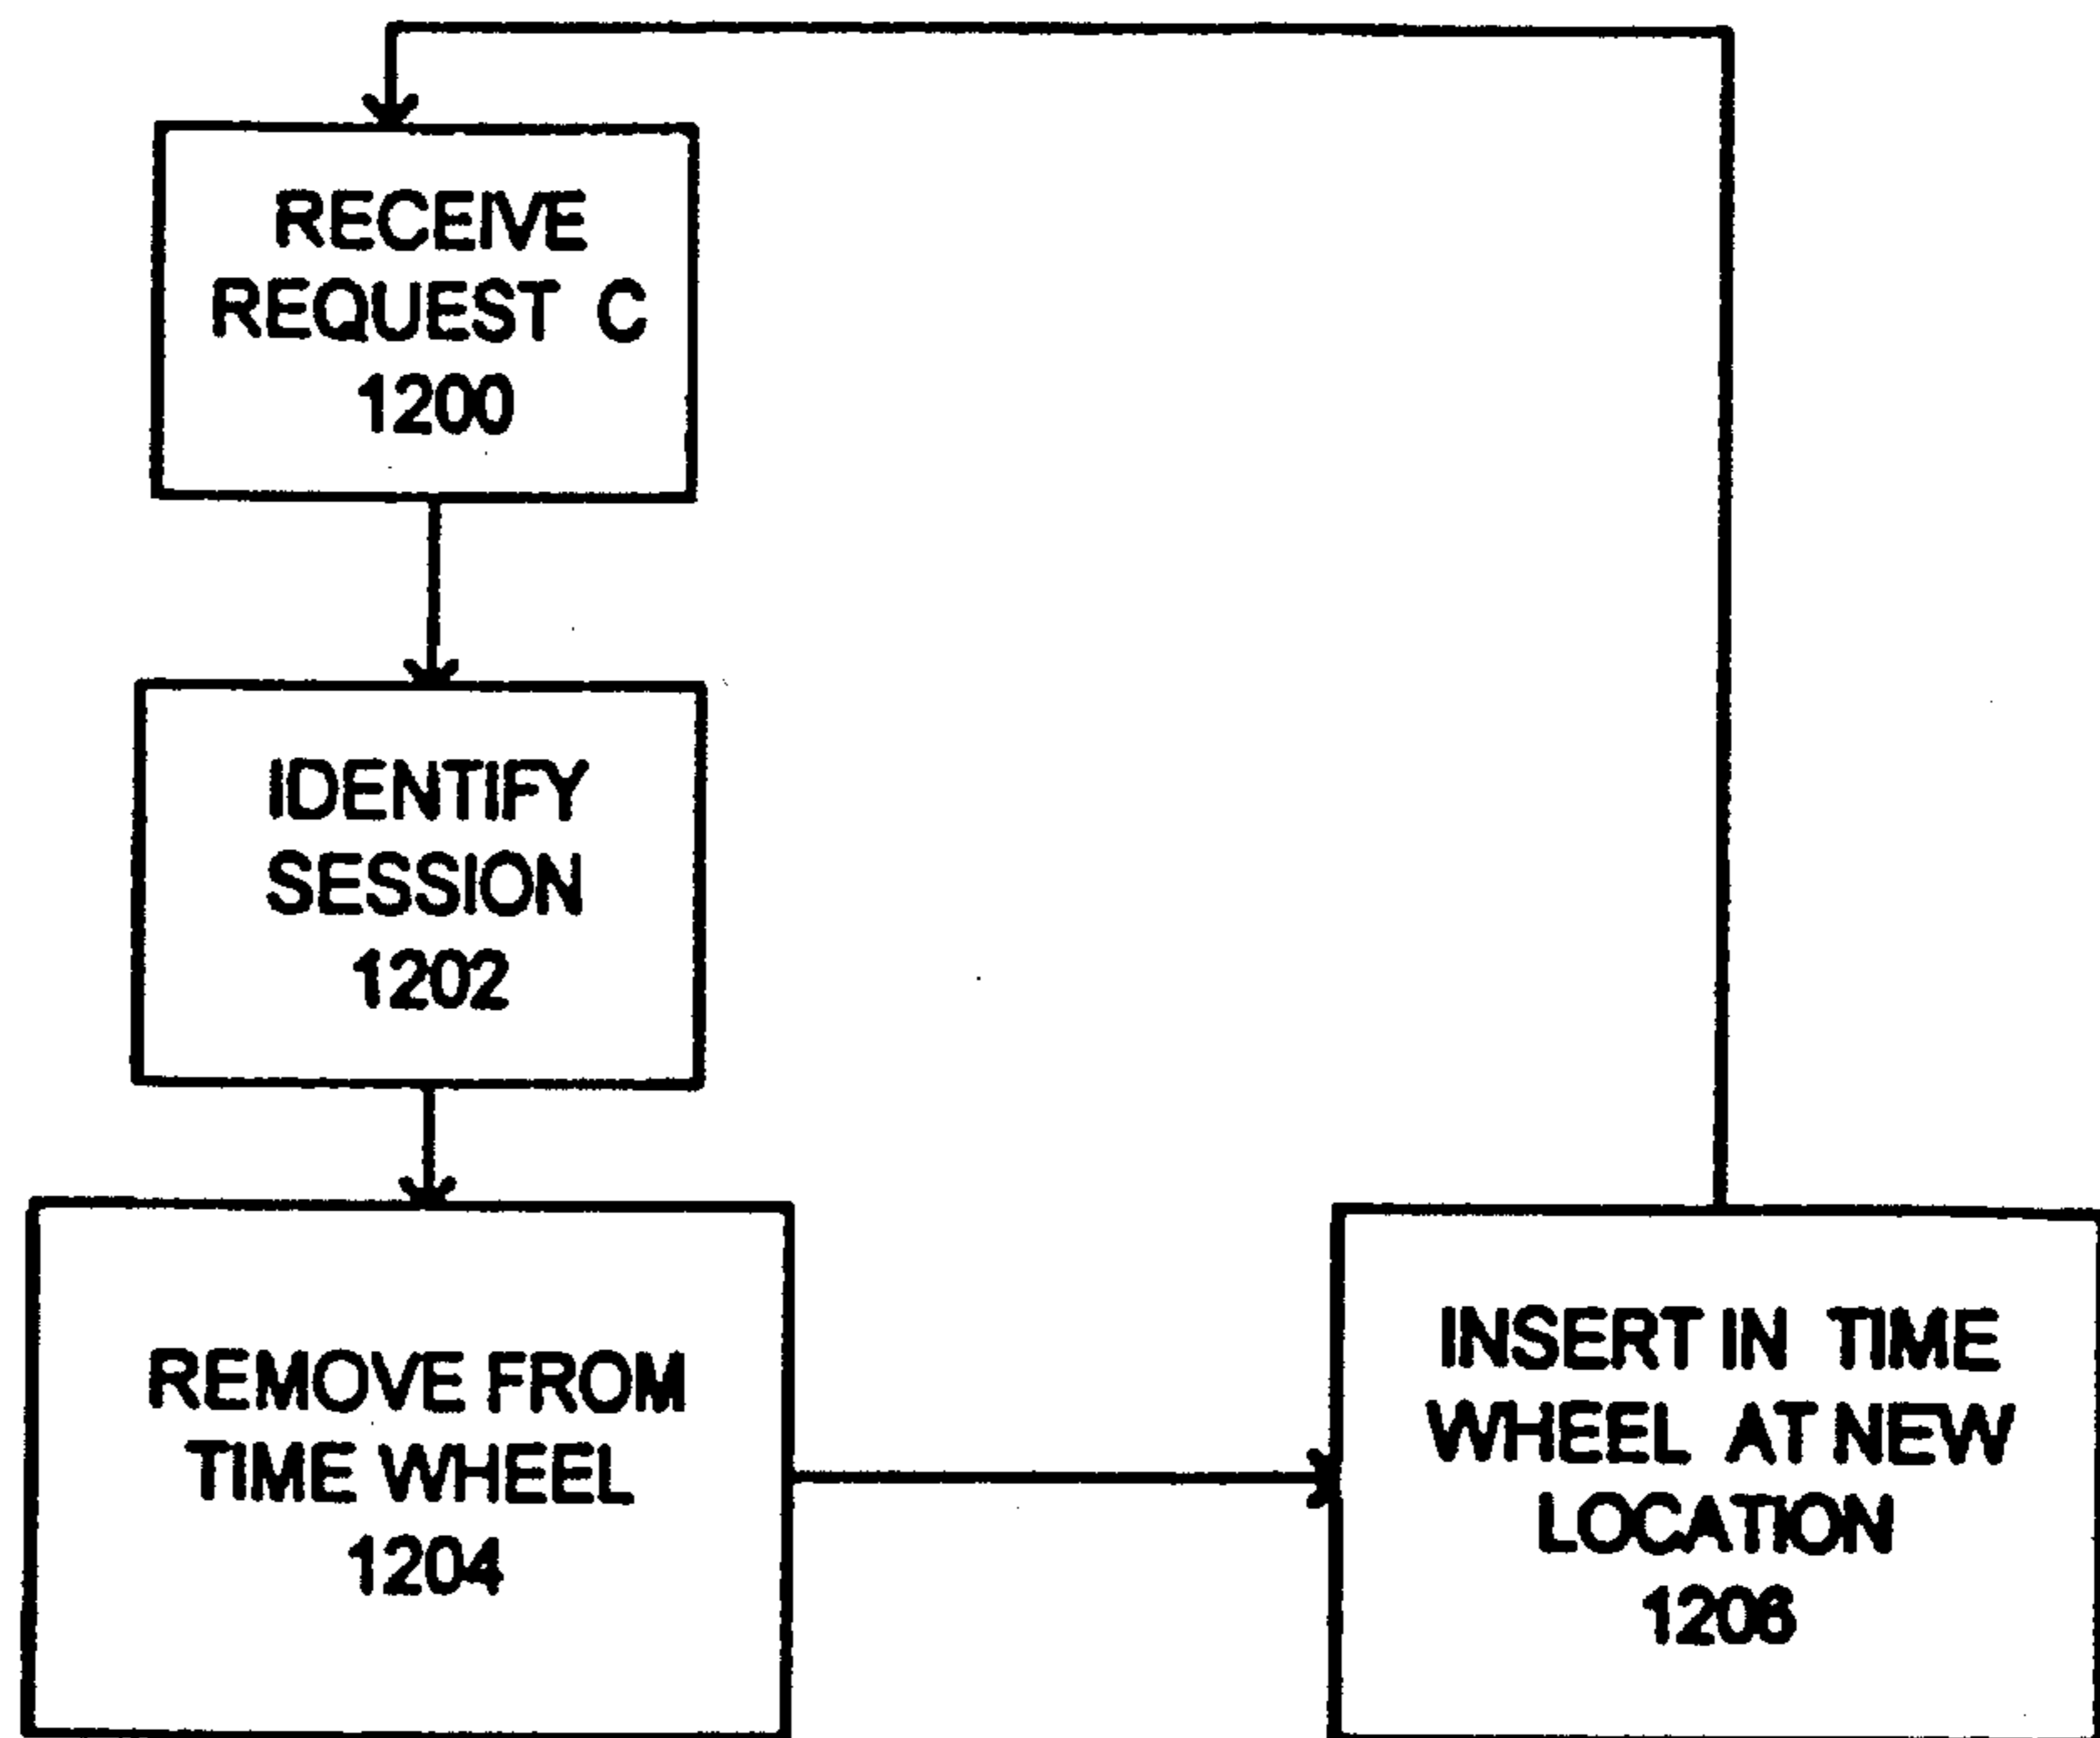 RECEIVE
REQUEST C
1200
IDENTIFY
SESSION
1202
REMOVE FROM
TIME WHEEL
1204
INSERT IN TIME
WHEEL AT NEW
LOCATION
1206